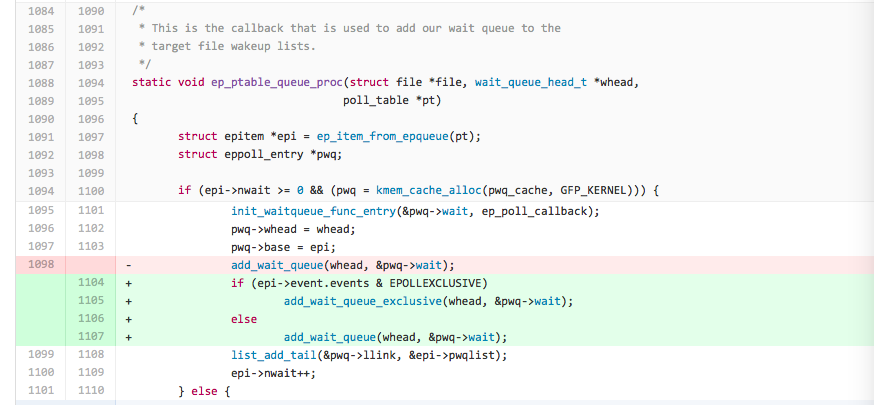 1084 1090 /*
1085 1091 * This is the callback that is used to add our wait queue to the
1086 1092 * target file wakeup lists.
1087 1093 */
1088 1094 static void ep_ptable_queue_proc(struct file *file, wait_queue_head_t *whead,
1089 1095 poll_table *pt)
1090 1096 {
1091 1097 struct epitem *epi = ep_item_from_epqueue(pt);
1092 1098 struct eppoll_entry *pwq;
1093 1099
1094 1100 if (epi->nwait >= 0 && (pwq = kmem_cache_alloc(pwq_cache, GFP_KERNEL))) {
1095 1101 init_waitqueue_func_entry(&pwq->wait, ep_poll_callback);
1096 1102 pwq->whead = whead;
1097 1103 pwq->base = epi;
1098 - add_wait_queue(whead, &pwq->wait);
1104 + if (epi->event.events & EPOLLEXCLUSIVE)
1105 + add_wait_queue_exclusive(whead, &pwq->wait);
1106 + else
1107 + add_wait_queue(whead, &pwq->wait);
1099 1108 list_add_tail(&pwq->llink, &epi->pwqlist);
1100 1109 epi->nwait++;
1101 1110 } else {